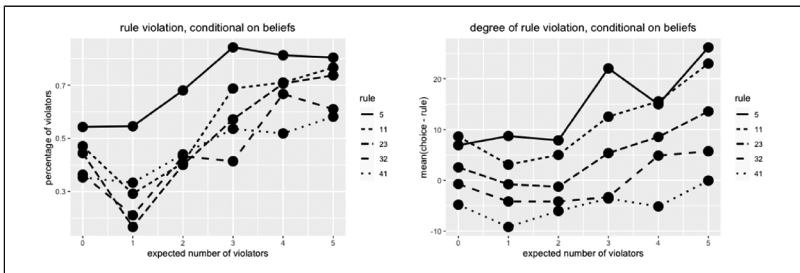 rule violation, conditional on beliefs
percentage of violators
0.7
0.5
0.3
0 1 2 3 4 5
expected number of violators
rule
5
11
23
32
41
degree of rule violation, conditional on beliefs
mean(choice - rule)
20
10
0
-10
0 1 2 3 4 5
expected number of violators
rule
5
11
23
32
41